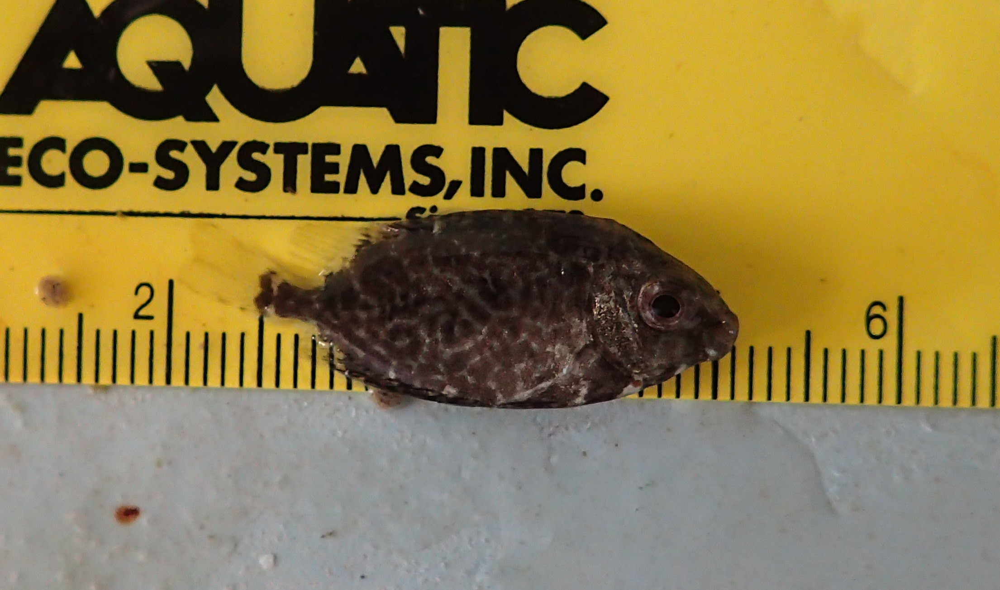 AQUATIC
ECO-SYSTEMS, INC.
2 6